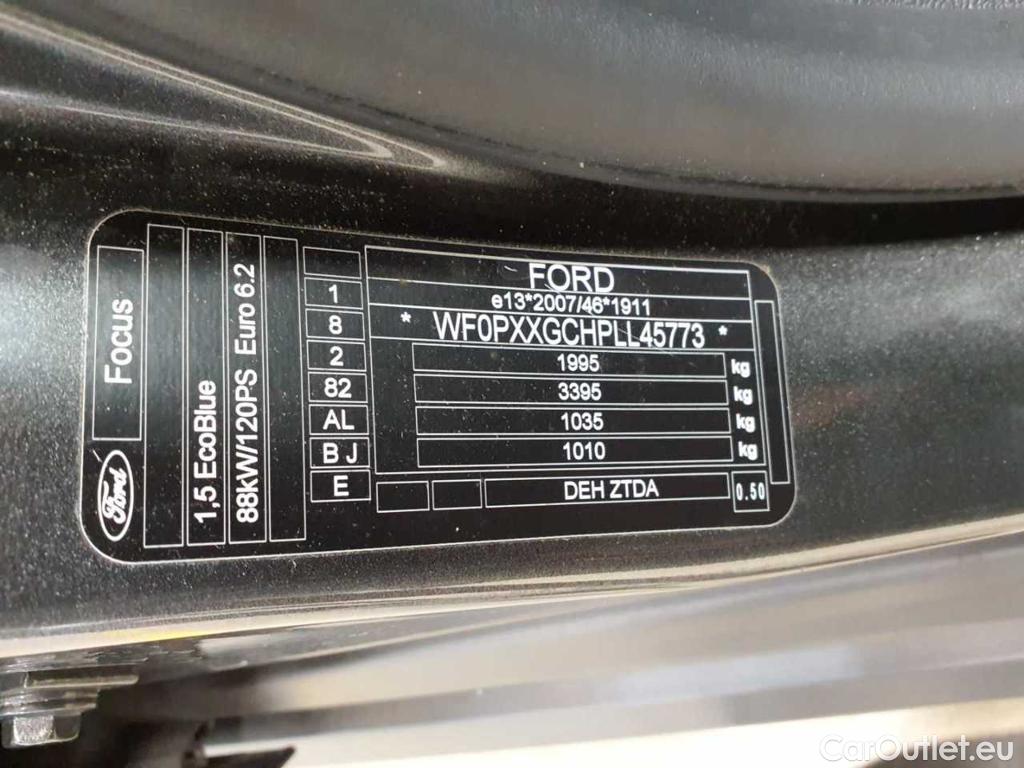 Ford
Focus
1,5 EcoBlue
88kW/120PS Euro 6.2
1
8
2
82
AL
B J
E
FORD
e13*2007/46*1911
* WF0PXXGCHPLL45773 *
1995 kg
3395 kg
1035 kg
1010 kg
DEH ZTDA
0.50
CarOutlet.eu